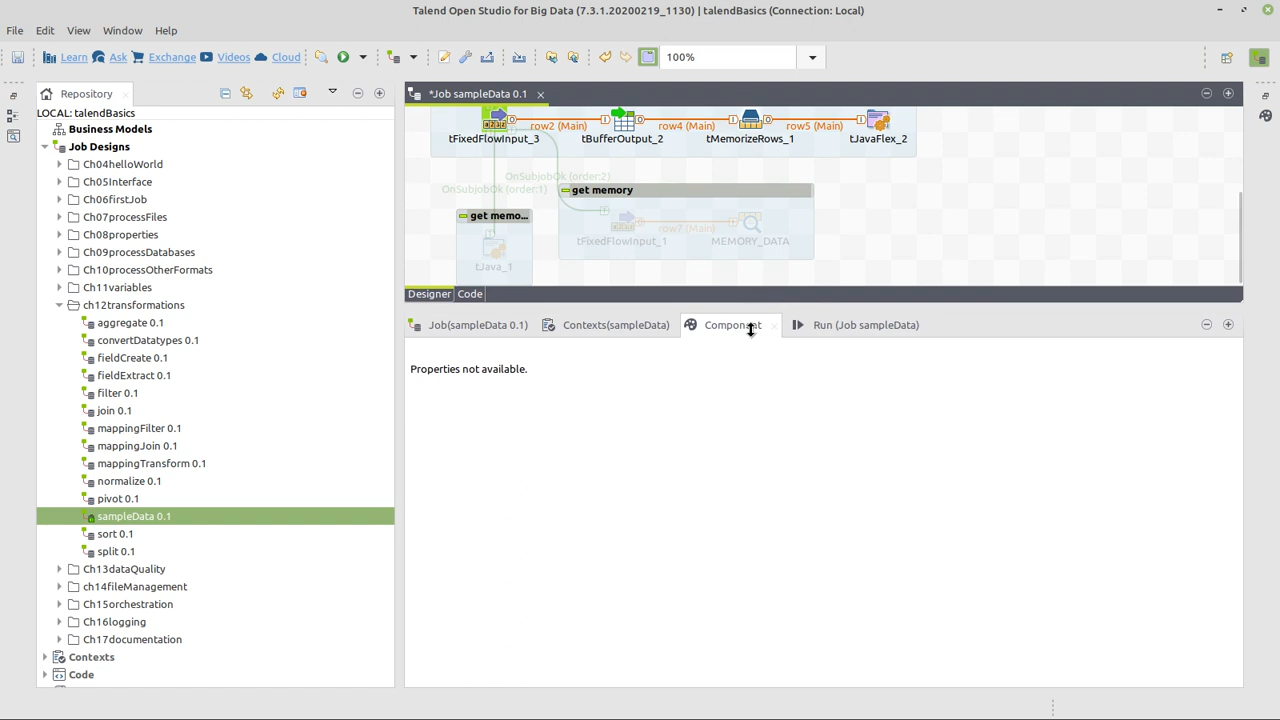 Talend Open Studio for Big Data (7.3.1.20200219_1130) | talendBasics (Connection: Local)
File Edit View Window Help
Learn Ask Exchange Videos Cloud 100%
Repository
LOCAL: talendBasics
Business Models
Job Designs
Ch04helloWorld
Ch05Interface
Ch06firstJob
Ch07processFiles
Ch08properties
Ch09processDatabases
Ch10processOtherFormats
Ch11variables
ch12transformations
aggregate 0.1
convertDatatypes 0.1
fieldCreate 0.1
fieldExtract 0.1
filter 0.1
join 0.1
mappingFilter 0.1
mappingJoin 0.1
mappingTransform 0.1
normalize 0.1
pivot 0.1
sampleData 0.1
sort 0.1
split 0.1
Ch13dataQuality
ch14fileManagement
Ch15orchestration
Ch16logging
Ch17documentation
Contexts
Code
*Job sampleData 0.1
row2 (Main) row4 (Main) row5 (Main)
tFixedFlowInput_3 tBufferOutput_2 tMemorizeRows_1 tJavaFlex_2
OnSubjobOk (order:2)
OnSubjobOk (order:1)
get memory
get memo...
row7 (Main)
tFixedFlowInput_1 MEMORY_DATA
tJava_1
Designer Code
Job(sampleData 0.1) Contexts(sampleData) Component Run (Job sampleData)
Properties not available.